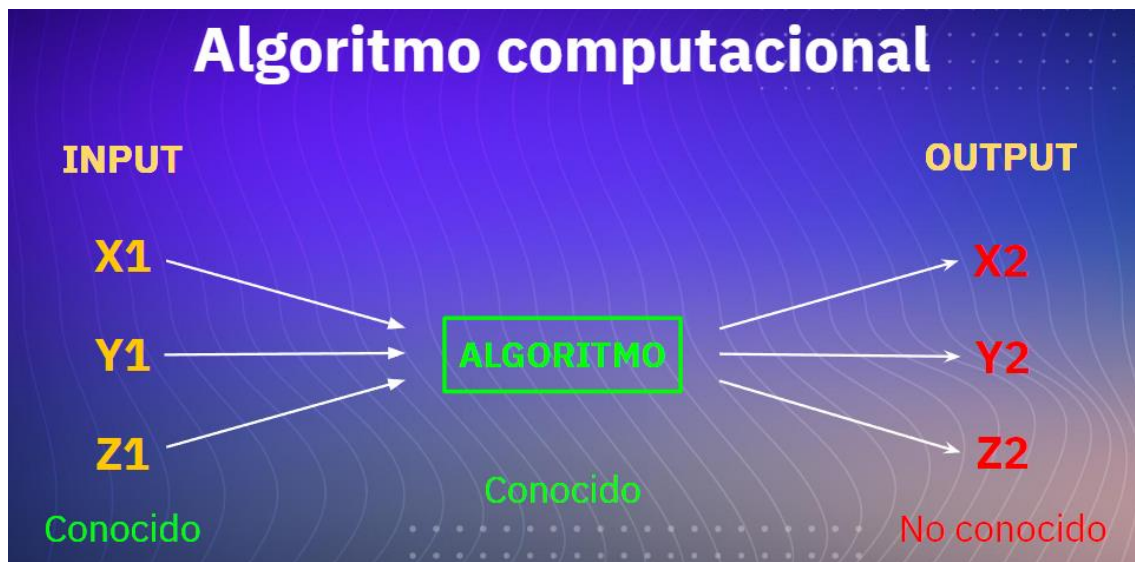 Algoritmo computacional
INPUT
OUTPUT
X1
X2
Y1
ALGORITMO
Y2
Z1
Z2
Conocido
Conocido
No conocido